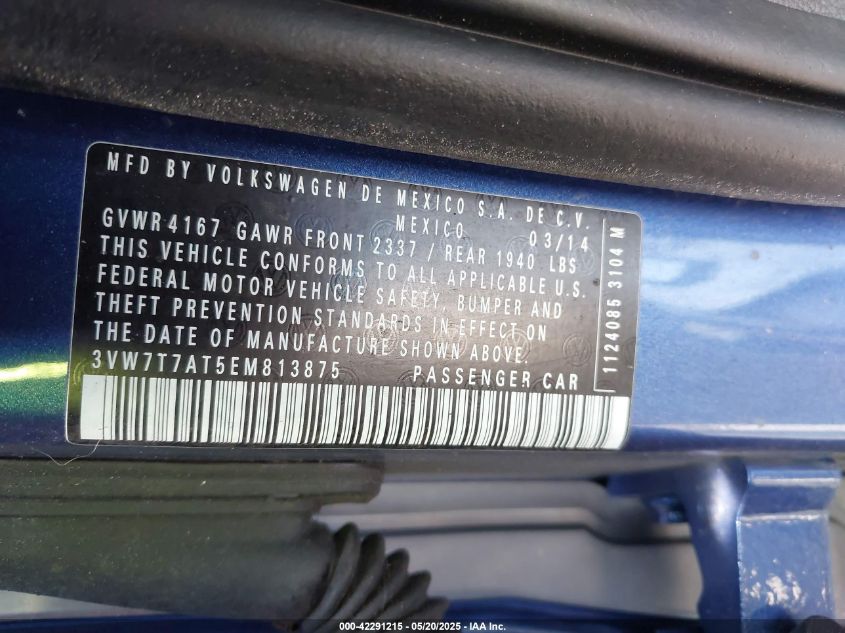 MFD BY VOLKSWAGEN DE MEXICO S.A. DE C.V.
MEXICO 03/14
GVWR 4167 GAWR FRONT 2337 / REAR 1940 LBS
THIS VEHICLE CONFORMS TO ALL APPLICABLE U.S.
FEDERAL MOTOR VEHICLE SAFETY, BUMPER AND
THEFT PREVENTION STANDARDS IN EFFECT ON
THE DATE OF MANUFACTURE SHOWN ABOVE.
3VW7T7AT5EM813875 PASSENGER CAR
1124085 3104 M
000-42291215 - 05/20/2025 - IAA Inc.